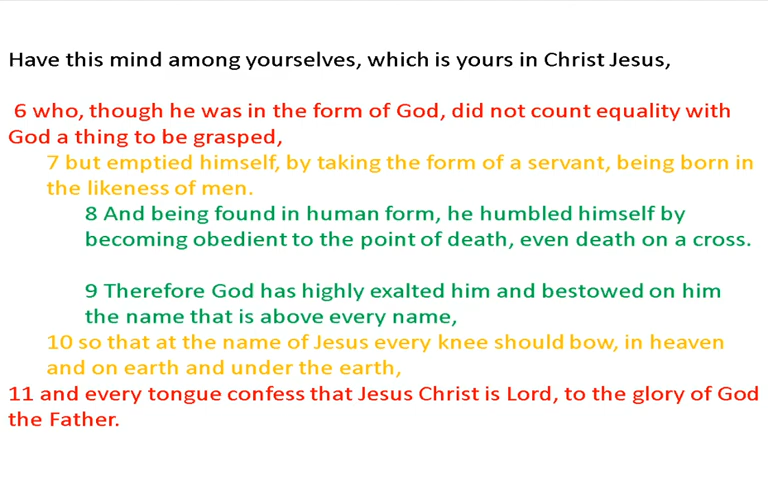 Have this mind among yourselves, which is yours in Christ Jesus,
6 who, though he was in the form of God, did not count equality with
God a thing to be grasped,
7 but emptied himself, by taking the form of a servant, being born in
the likeness of men.
8 And being found in human form, he humbled himself by
becoming obedient to the point of death, even death on a cross.
9 Therefore God has highly exalted him and bestowed on him
the name that is above every name,
10 so that at the name of Jesus every knee should bow, in heaven
and on earth and under the earth,
11 and every tongue confess that Jesus Christ is Lord, to the glory of God
the Father.